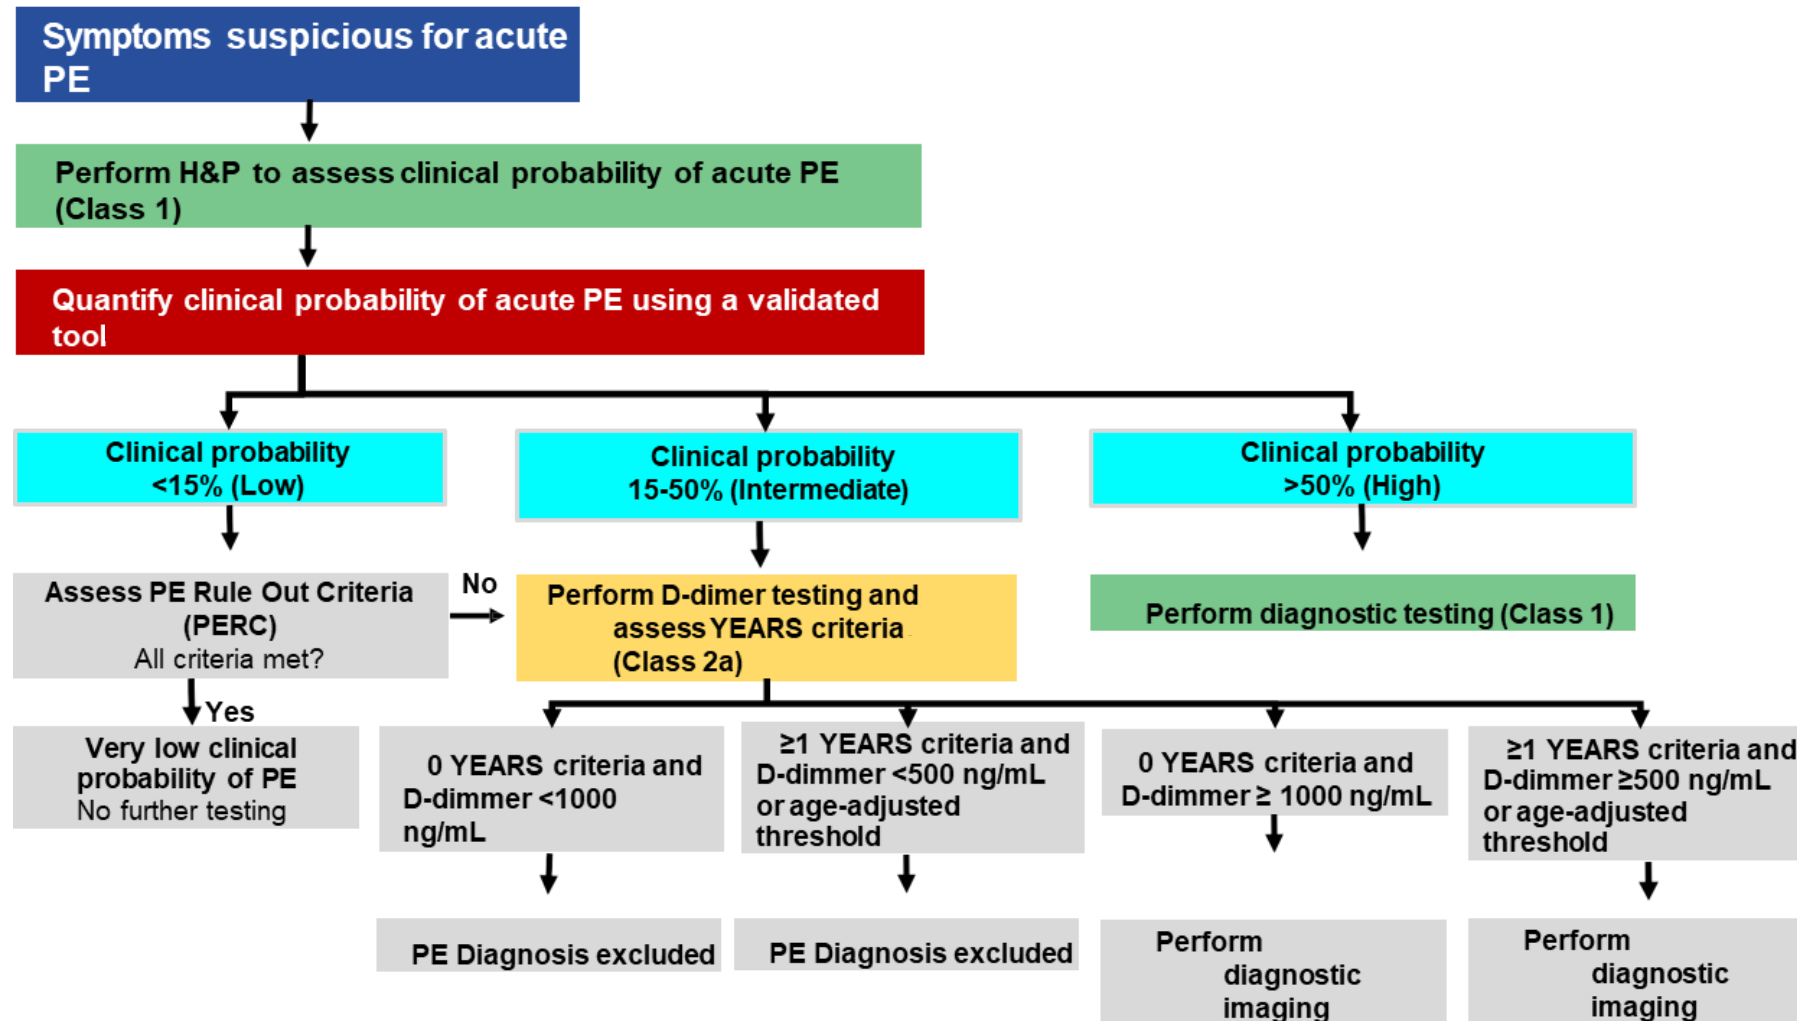 Symptoms suspicious for acute
PE
Perform H&P to assess clinical probability of acute PE
(Class 1)
Quantify clinical probability of acute PE using a validated
tool
Clinical probability
<15% (Low)
Clinical probability
15-50% (Intermediate)
Clinical probability
>50% (High)
Assess PE Rule Out Criteria
(PERC)
All criteria met?
No
Perform D-dimer testing and
assess YEARS criteria
(Class 2a)
Perform diagnostic testing (Class 1)
Yes
Very low clinical
probability of PE
No further testing
0 YEARS criteria and
D-dimmer <1000
ng/mL
≥1 YEARS criteria and
D-dimmer <500 ng/mL
or age-adjusted
threshold
0 YEARS criteria and
D-dimmer ≥ 1000 ng/mL
≥1 YEARS criteria and
D-dimmer ≥500 ng/mL
or age-adjusted
threshold
PE Diagnosis excluded
PE Diagnosis excluded
Perform
diagnostic
imaging
Perform
diagnostic
imaging